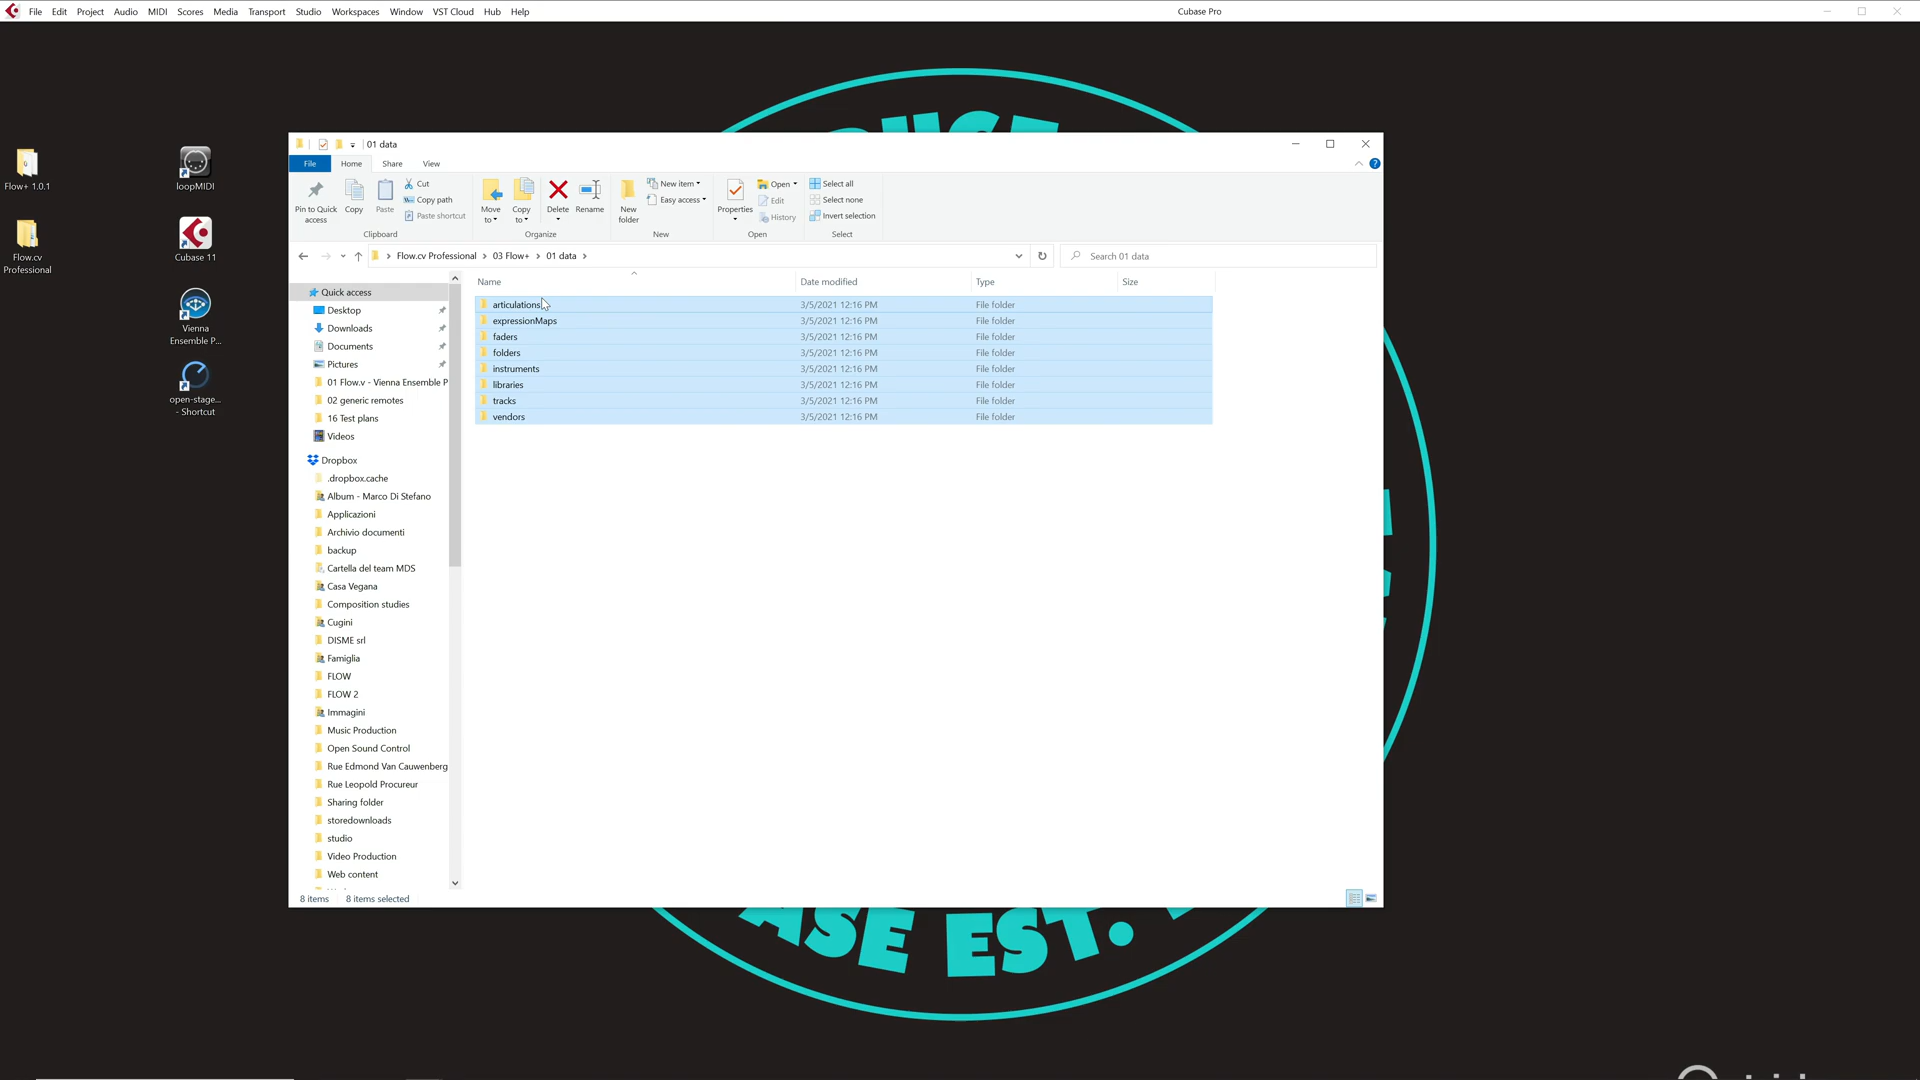 File Edit Project Audio MIDI Scores Media Transport Studio Workspaces Window VST Cloud Hub Help
Cubase Pro
Flow+ 1.0.1
loopMIDI
Flow.cv
Professional
Cubase 11
Vienna
Ensemble P...
open-stage...
- Shortcut
01 data
File Home Share View
Pin to Quick
access
Copy
Paste
Cut
Copy path
Paste shortcut
Clipboard
Move
to
Copy
to
Delete
Rename
Organize
New
folder
New item
Easy access
New
Properties
Open
Edit
History
Open
Select all
Select none
Invert selection
Select
Flow.cv Professional > 03 Flow+ > 01 data >
Search 01 data
Name Date modified Type Size
articulations 3/5/2021 12:16 PM File folder
expressionMaps 3/5/2021 12:16 PM File folder
faders 3/5/2021 12:16 PM File folder
folders 3/5/2021 12:16 PM File folder
instruments 3/5/2021 12:16 PM File folder
libraries 3/5/2021 12:16 PM File folder
tracks 3/5/2021 12:16 PM File folder
vendors 3/5/2021 12:16 PM File folder
Quick access
Desktop
Downloads
Documents
Pictures
01 Flow.v - Vienna Ensemble P
02 generic remotes
16 Test plans
Videos
Dropbox
.dropbox.cache
Album - Marco Di Stefano
Applicazioni
Archivio documenti
backup
Cartella del team MDS
Casa Vegana
Composition studies
Cugini
DISME srl
Famiglia
FLOW
FLOW 2
Immagini
Music Production
Open Sound Control
Rue Edmond Van Cauwenberg
Rue Leopold Procureur
Sharing folder
storedownloads
studio
Video Production
Web content
8 items 8 items selected
ASE EST.